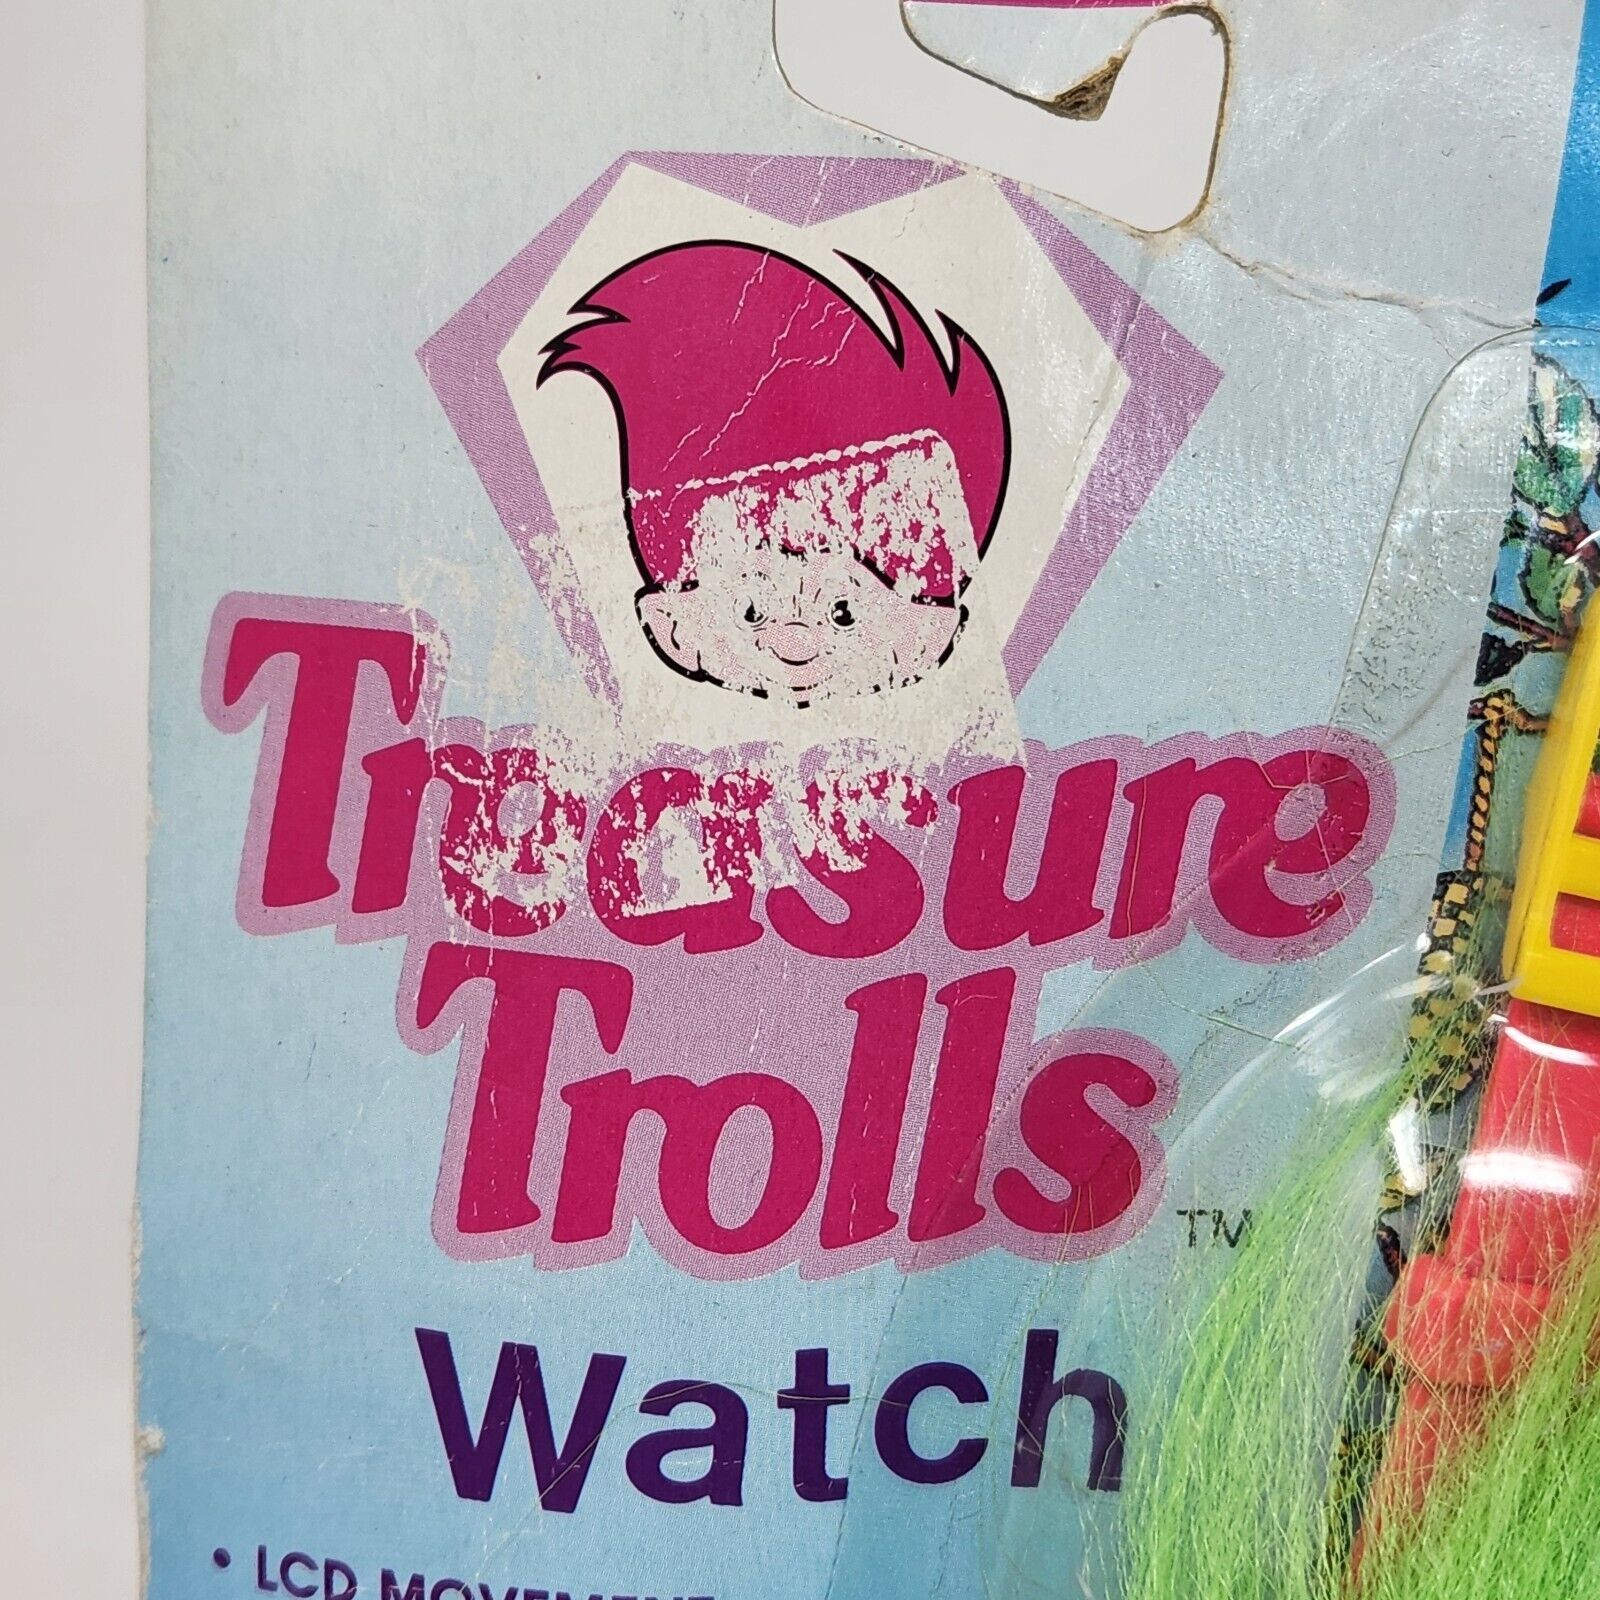 Treasure
Trolls
TM
Watch
• LCD MOVEMENT